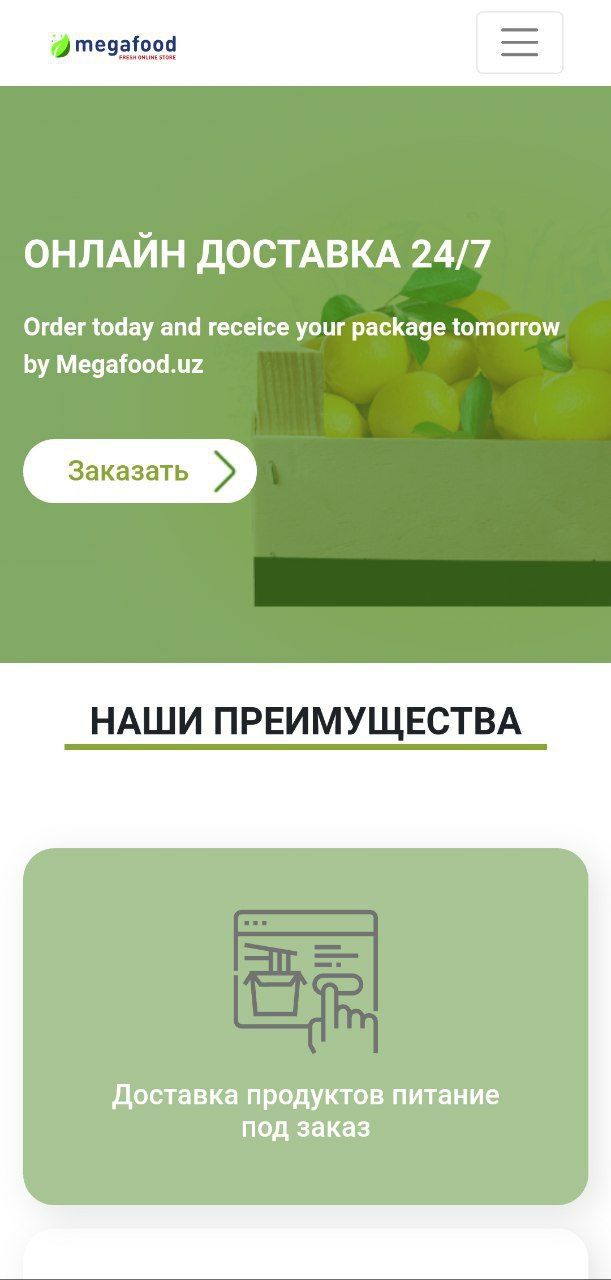 megafood
FRESH ONLINE STORE
ОНЛАЙН ДОСТАВКА 24/7
Order today and receice your package tomorrow
by Megafood.uz
Заказать
НАШИ ПРЕИМУЩЕСТВА
Доставка продуктов питание
под заказ